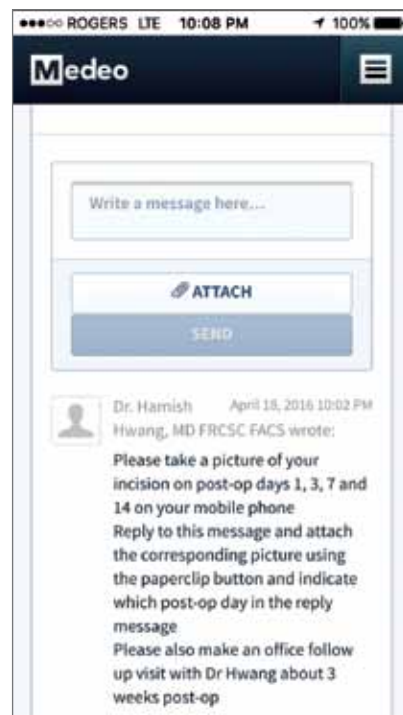 ROGERS LTE 10:08 PM 100%
Medeo
Write a message here...
ATTACH
SEND
Dr. Hamish April 18, 2016 10:02 PM
Hwang, MD FRCSC FACS wrote:
Please take a picture of your
incision on post-op days 1, 3, 7 and
14 on your mobile phone
Reply to this message and attach
the corresponding picture using
the paperclip button and indicate
which post-op day in the reply
message
Please also make an office follow
up visit with Dr Hwang about 3
weeks post-op